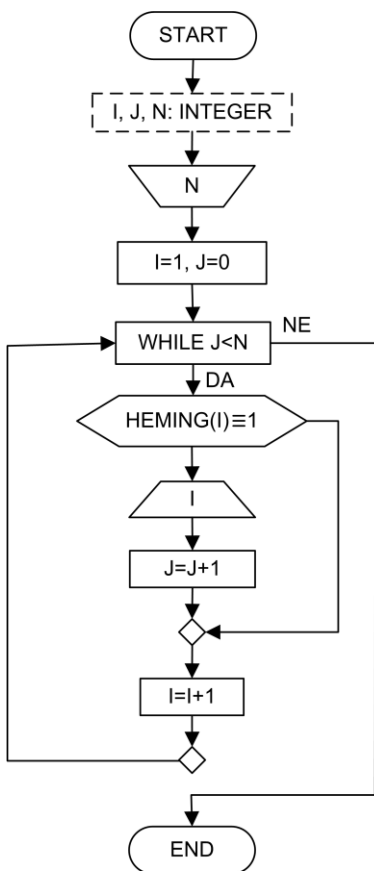 START
I, J, N: INTEGER
N
I=1, J=0
WHILE J<N
NE
DA
HEMING(I)≡1
I
J=J+1
I=I+1
END